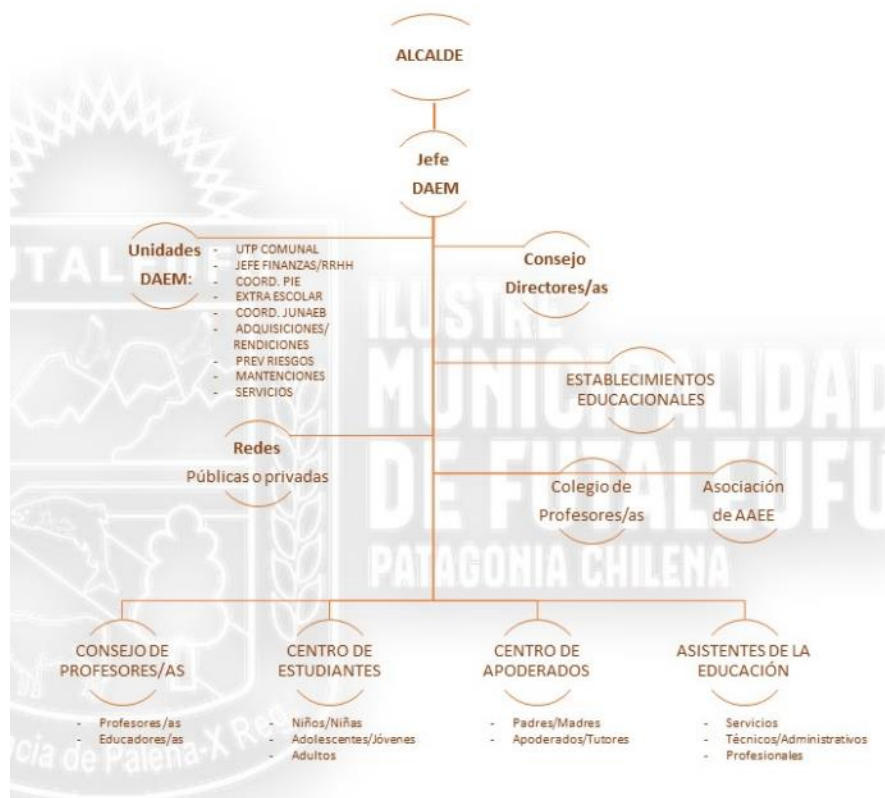 ALCALDE
Jefe
DAEM
Unidades
DAEM:
- UTP COMUNAL
- JEFE FINANZAS/RRHH
- COORD. PIE
- EXTRA ESCOLAR
- COORD. JUNAEB
- ADQUISICIONES/
RENDICIONES
- PREV RIESGOS
- MANTENCIONES
- SERVICIOS
Consejo
Directores/as
ESTABLECIMIENTOS
EDUCACIONALES
Redes
Públicas o privadas
Colegio de
Profesores/as
Asociación
de AAEE
CONSEJO DE
PROFESORES/AS
- Profesores/as
- Educadores/as
CENTRO DE
ESTUDIANTES
- Niños/Niñas
- Adolescentes/Jóvenes
- Adultos
CENTRO DE
APODERADOS
- Padres/Madres
- Apoderados/Tutores
ASISTENTES DE LA
EDUCACIÓN
- Servicios
- Técnicos/Administrativos
- Profesionales
ILUSTRE
MUNICIPALIDAD
DE FUTALEUFU
PATAGONIA CHILENA
de Palena-X Reg